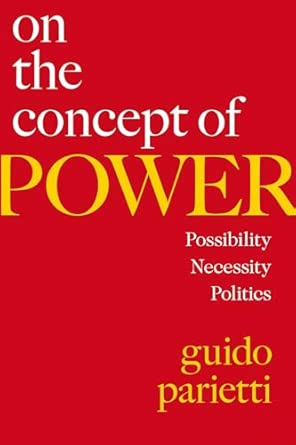 on
the
concept of
POWER
Possibility
Necessity
Politics
guido
parietti